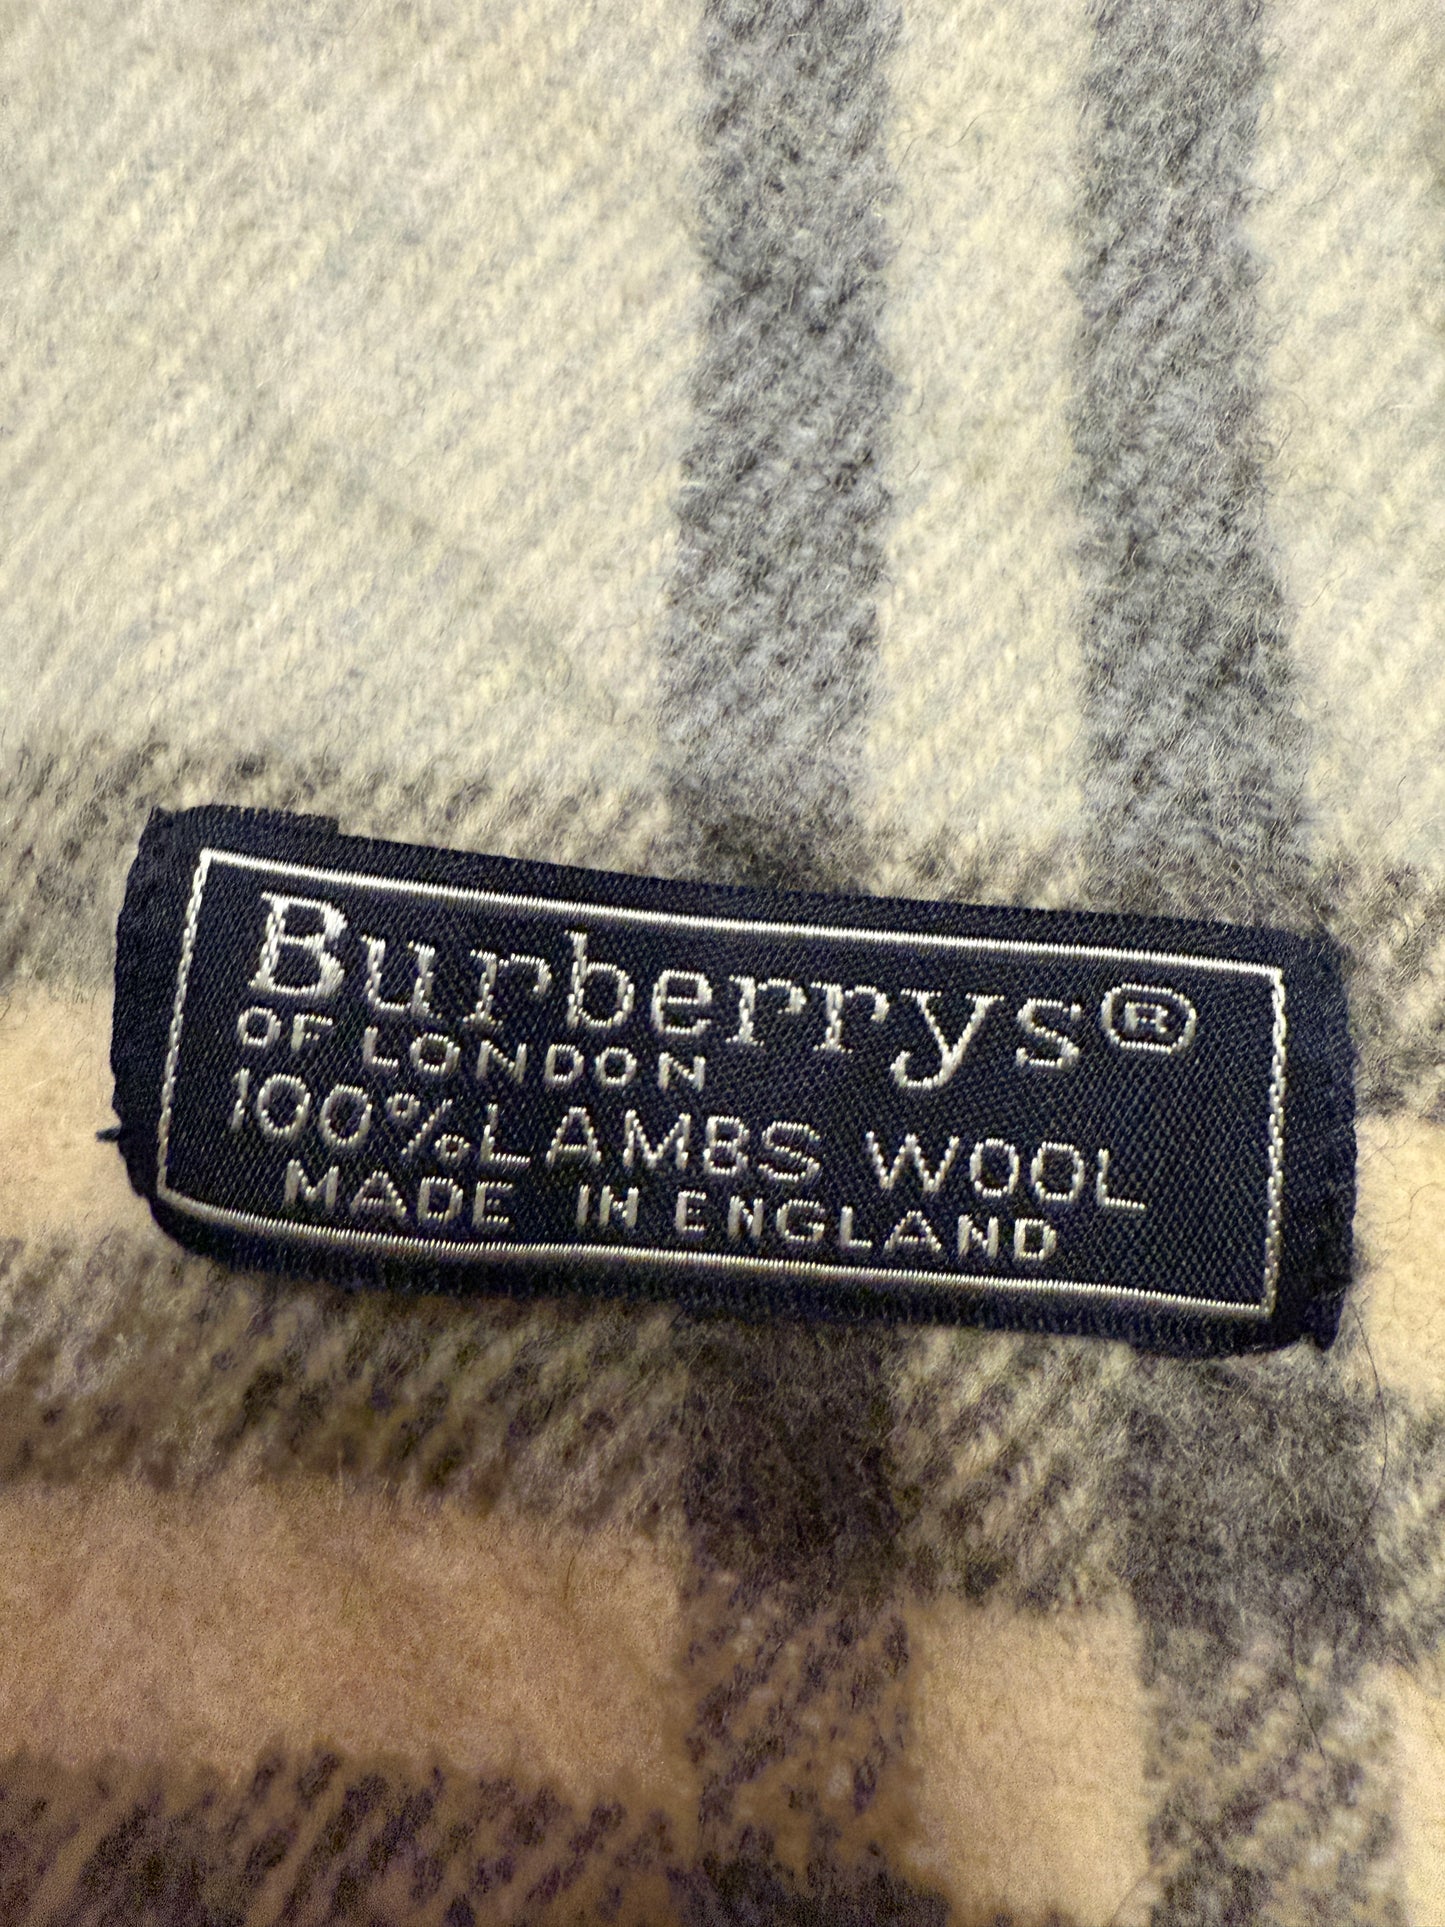 Burberrys®
OF LONDON
100% LAMBS WOOL
MADE IN ENGLAND